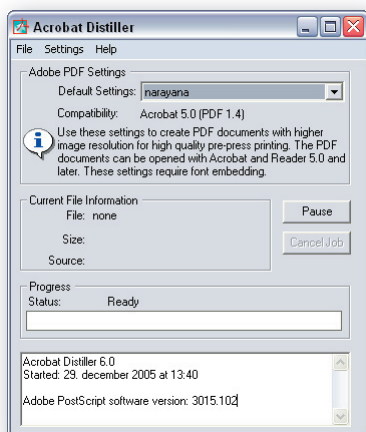 Acrobat Distiller
File Settings Help
Adobe PDF Settings
Default Settings: narayana
Compatibility: Acrobat 5.0 (PDF 1.4)
Use these settings to create PDF documents with higher
image resolution for high quality pre-press printing. The PDF
documents can be opened with Acrobat and Reader 5.0 and
later. These settings require font embedding.
Current File Information
File: none
Pause
Size:
Cancel Job
Source:
Progress
Status: Ready
Acrobat Distiller 6.0
Started: 29. december 2005 at 13:40
Adobe PostScript software version: 3015.102